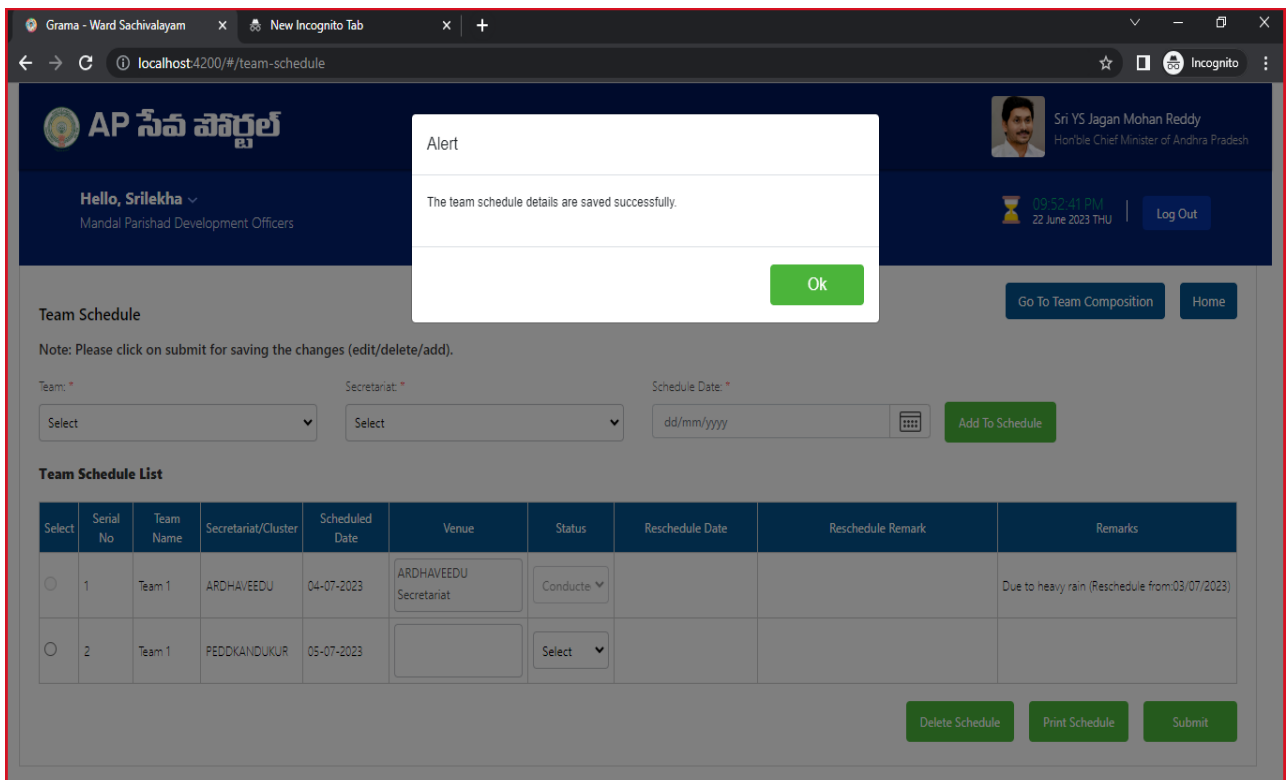 Grama - Ward Sachivalayam
New Incognito Tab
localhost:4200/#/team-schedule
Incognito
AP సేవ పోర్టల్
Sri YS Jagan Mohan Reddy
Hon'ble Chief Minister of Andhra Pradesh
Alert
The team schedule details are saved successfully.
Ok
Hello, Srilekha
Mandal Parishad Development Officers
09:52:41 PM
22 June 2023 THU
Log Out
Team Schedule
Go To Team Composition
Home
Note: Please click on submit for saving the changes (edit/delete/add).
Team: * Secretariat: * Schedule Date: *
Select Select dd/mm/yyyy Add To Schedule
Team Schedule List
Select Serial No Team Name Secretariat/Cluster Scheduled Date Venue Status Reschedule Date Reschedule Remark Remarks
1 Team 1 ARDHAVEEDU 04-07-2023 ARDHAVEEDU Secretariat Conducte Due to heavy rain (Reschedule from:03/07/2023)
2 Team 1 PEDDKANDUKUR 05-07-2023 Select
Delete Schedule Print Schedule Submit